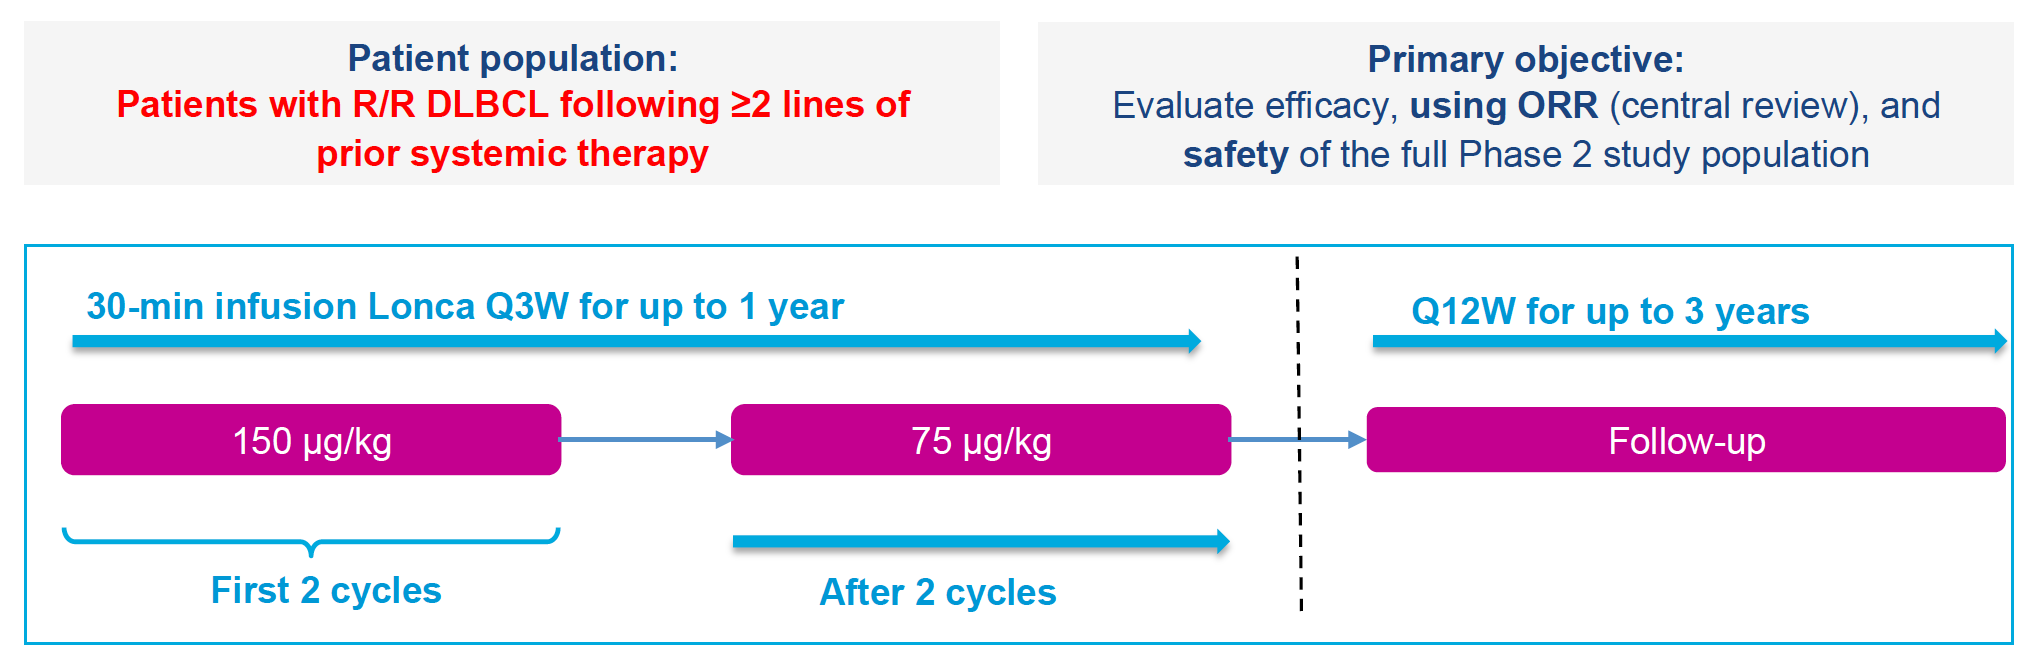 Patient population:
Patients with R/R DLBCL following ≥2 lines of
prior systemic therapy
Primary objective:
Evaluate efficacy, using ORR (central review), and
safety of the full Phase 2 study population
30-min infusion Lonca Q3W for up to 1 year
Q12W for up to 3 years
150 μg/kg
75 μg/kg
Follow-up
First 2 cycles
After 2 cycles